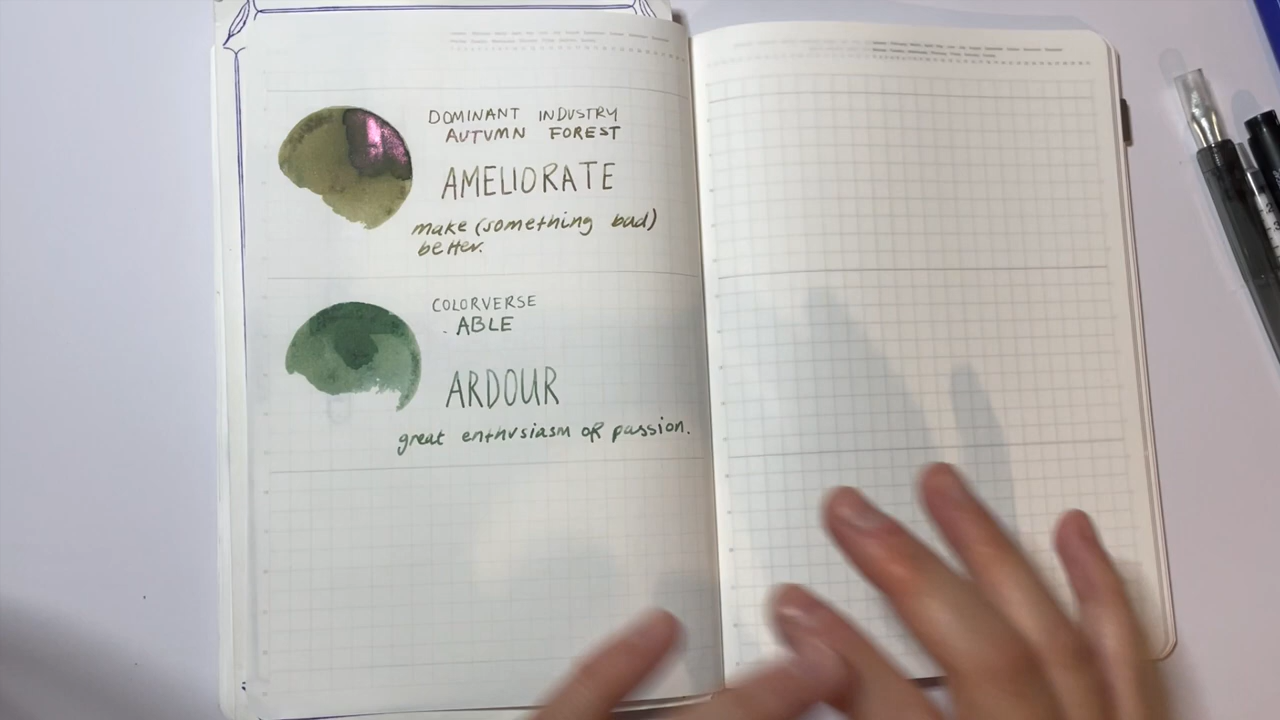 DOMINANT INDUSTRY
AUTUMN FOREST
AMELIORATE
make (something bad)
better.
COLORVERSE
. ABLE
ARDOUR
great enthusiasm or passion.